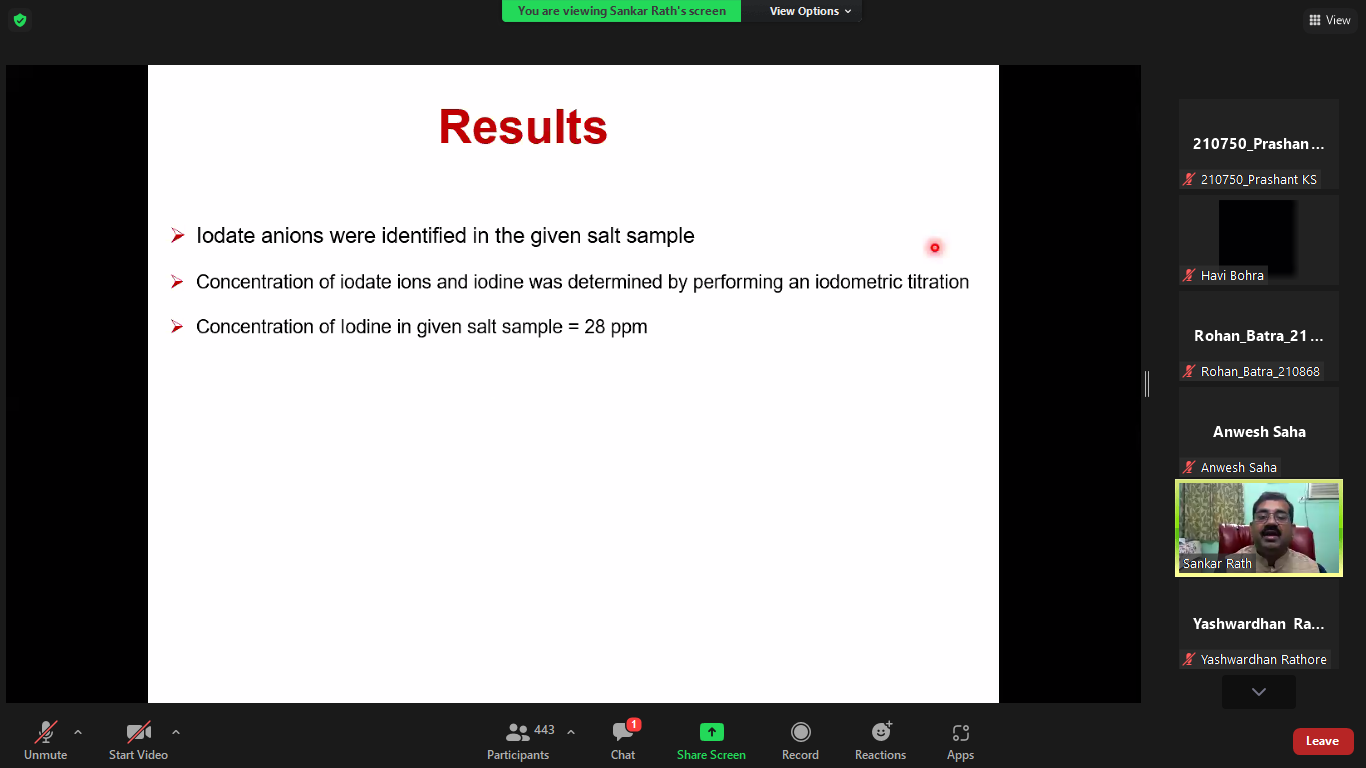 You are viewing Sankar Rath's screen
View Options
View
Results
Iodate anions were identified in the given salt sample
Concentration of iodate ions and iodine was determined by performing an iodometric titration
Concentration of Iodine in given salt sample = 28 ppm
210750_Prashan...
210750_Prashant KS
Havi Bohra
Rohan_Batra_21...
Rohan_Batra_210868
Anwesh Saha
Anwesh Saha
Sankar Rath
Yashwardhan Ra...
Yashwardhan Rathore
Unmute
Start Video
443
Participants
1
Chat
Share Screen
Record
Reactions
Apps
Leave